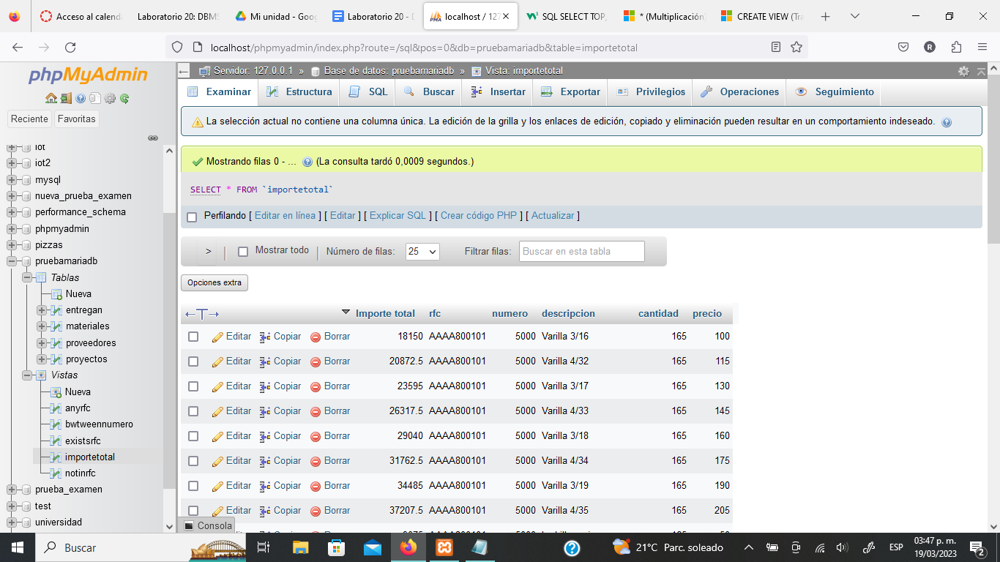 Acceso al calend
Laboratorio 20: DBMS
Mi unidad - Goog
Laboratorio 20 - D
localhost / 127
SQL SELECT TOP,
* (Multiplicación)
CREATE VIEW (Tra
localhost/phpmyadmin/index.php?route=/sql&pos=0&db=pruebamariadb&table=importetotal
phpMyAdmin
Reciente Favoritas
iot
iot2
mysql
nueva_prueba_examen
performance_schema
phpmyadmin
pizzas
pruebamariadb
Tablas
Nueva
entregan
materiales
proveedores
proyectos
Vistas
Nueva
anyrfc
bwtweennumero
existsrfc
importetotal
notinrfc
prueba_examen
test
universidad
Servidor: 127.0.0.1 » Base de datos: pruebamariadb » Vista: importetotal
Examinar Estructura SQL Buscar Insertar Exportar Privilegios Operaciones Seguimiento
La selección actual no contiene una columna única. La edición de la grilla y los enlaces de edición, copiado y eliminación pueden resultar en un comportamiento indeseado.
Mostrando filas 0 - ... (La consulta tardó 0,0009 segundos.)
SELECT * FROM `importetotal`
Perfilando [ Editar en línea ] [ Editar ] [ Explicar SQL ] [ Crear código PHP ] [ Actualizar ]
> Mostrar todo Número de filas: 25 Filtrar filas: Buscar en esta tabla
Opciones extra
←T→ Importe total rfc numero descripcion cantidad precio
Editar Copiar Borrar 18150 AAAA800101 5000 Varilla 3/16 165 100
Editar Copiar Borrar 20872.5 AAAA800101 5000 Varilla 4/32 165 115
Editar Copiar Borrar 23595 AAAA800101 5000 Varilla 3/17 165 130
Editar Copiar Borrar 26317.5 AAAA800101 5000 Varilla 4/33 165 145
Editar Copiar Borrar 29040 AAAA800101 5000 Varilla 3/18 165 160
Editar Copiar Borrar 31762.5 AAAA800101 5000 Varilla 4/34 165 175
Editar Copiar Borrar 34485 AAAA800101 5000 Varilla 3/19 165 190
Editar Copiar Borrar 37207.5 AAAA800101 5000 Varilla 4/35 165 205
Consola
Buscar
21°C Parc. soleado
ESP
03:47 p. m.
19/03/2023
2